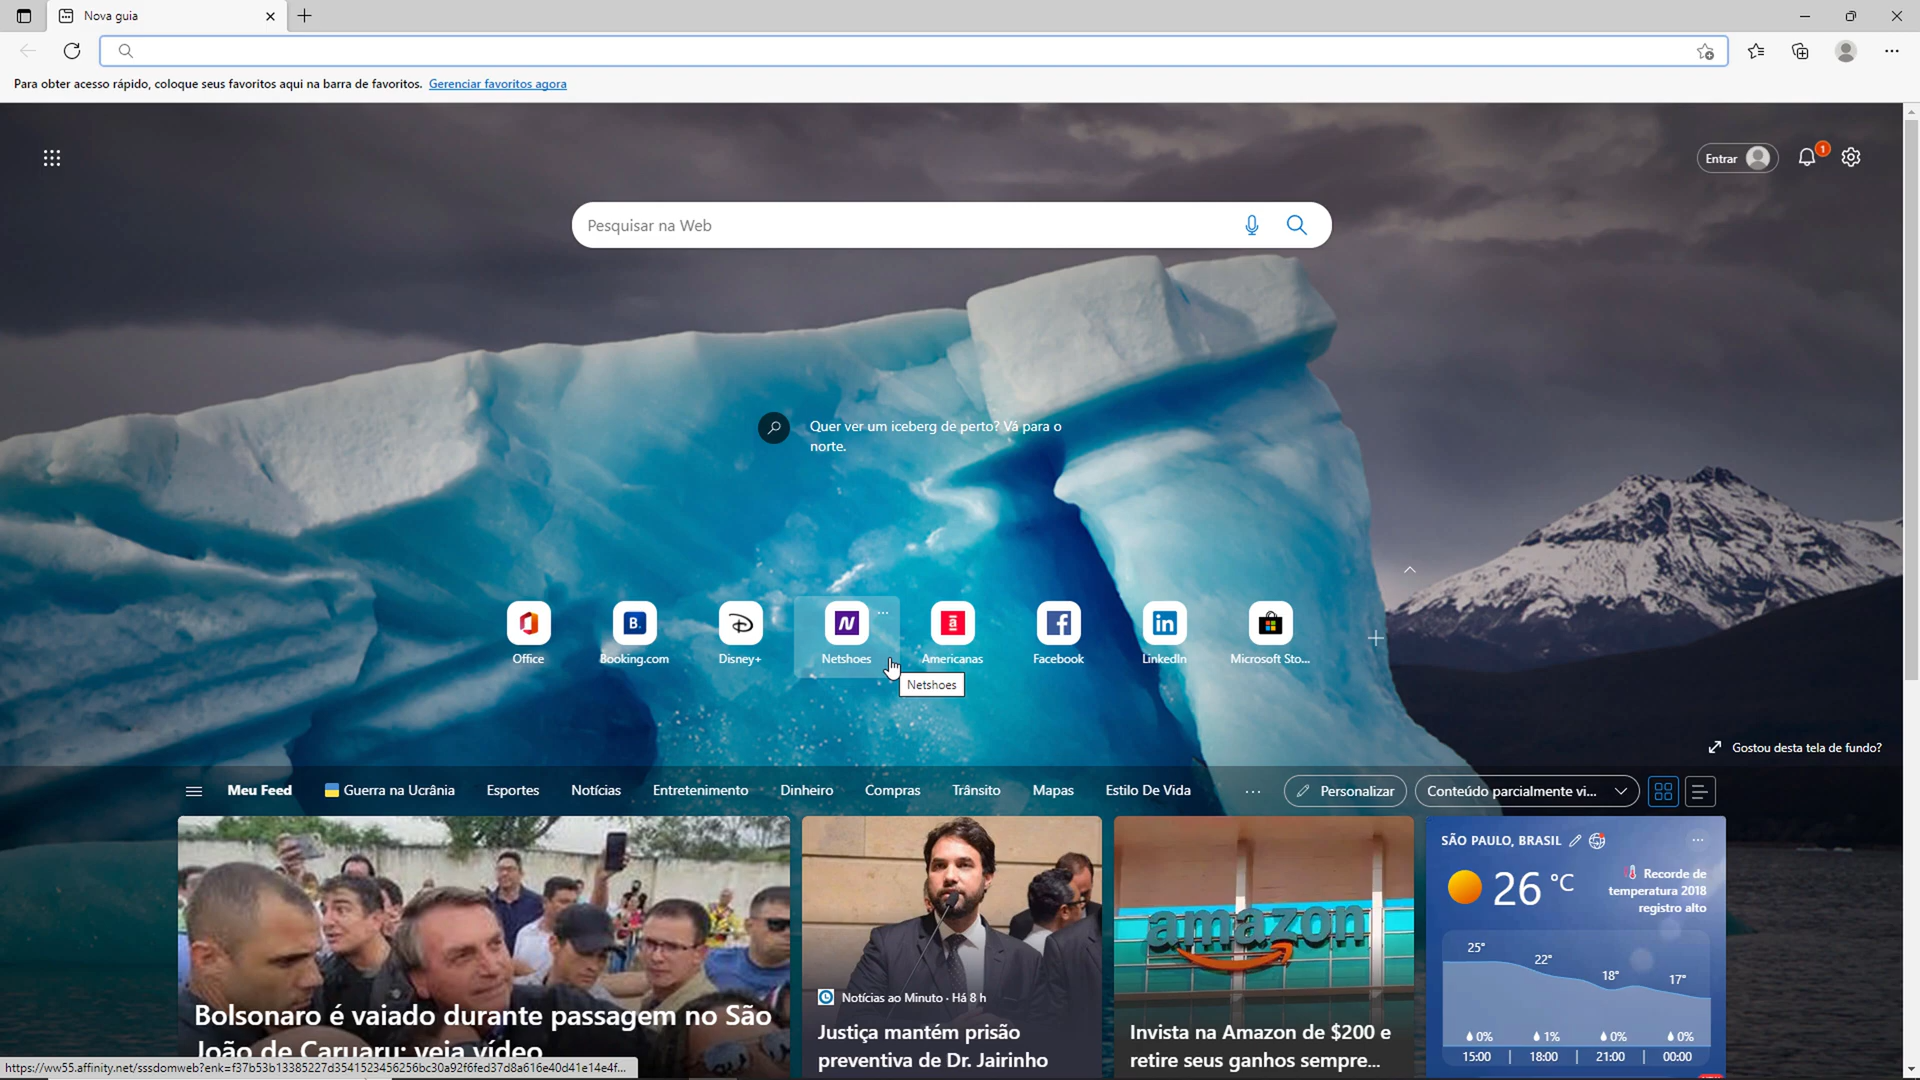 Nova guia
Para obter acesso rápido, coloque seus favoritos aqui na barra de favoritos. Gerenciar favoritos agora
Entrar
1
Pesquisar na Web
Quer ver um iceberg de perto? Vá para o
norte.
Office
B.
Booking.com
Disney+
N
Netshoes
ā
Americanas
Facebook
in
LinkedIn
Microsoft Sto...
Netshoes
Gostou desta tela de fundo?
Meu Feed
Guerra na Ucrânia
Esportes
Notícias
Entretenimento
Dinheiro
Compras
Trânsito
Mapas
Estilo De Vida
Personalizar
Conteúdo parcialmente vi...
Bolsonaro é vaiado durante passagem no São
João de Caruaru; veja vídeo
Notícias ao Minuto · Há 8 h
Justiça mantém prisão
preventiva de Dr. Jairinho
amazon
Invista na Amazon de $200 e
retire seus ganhos sempre...
SÃO PAULO, BRASIL
26 °C
Recorde de
temperatura 2018
registro alto
25° 22° 18° 17°
0% 1% 0% 0%
15:00 18:00 21:00 00:00